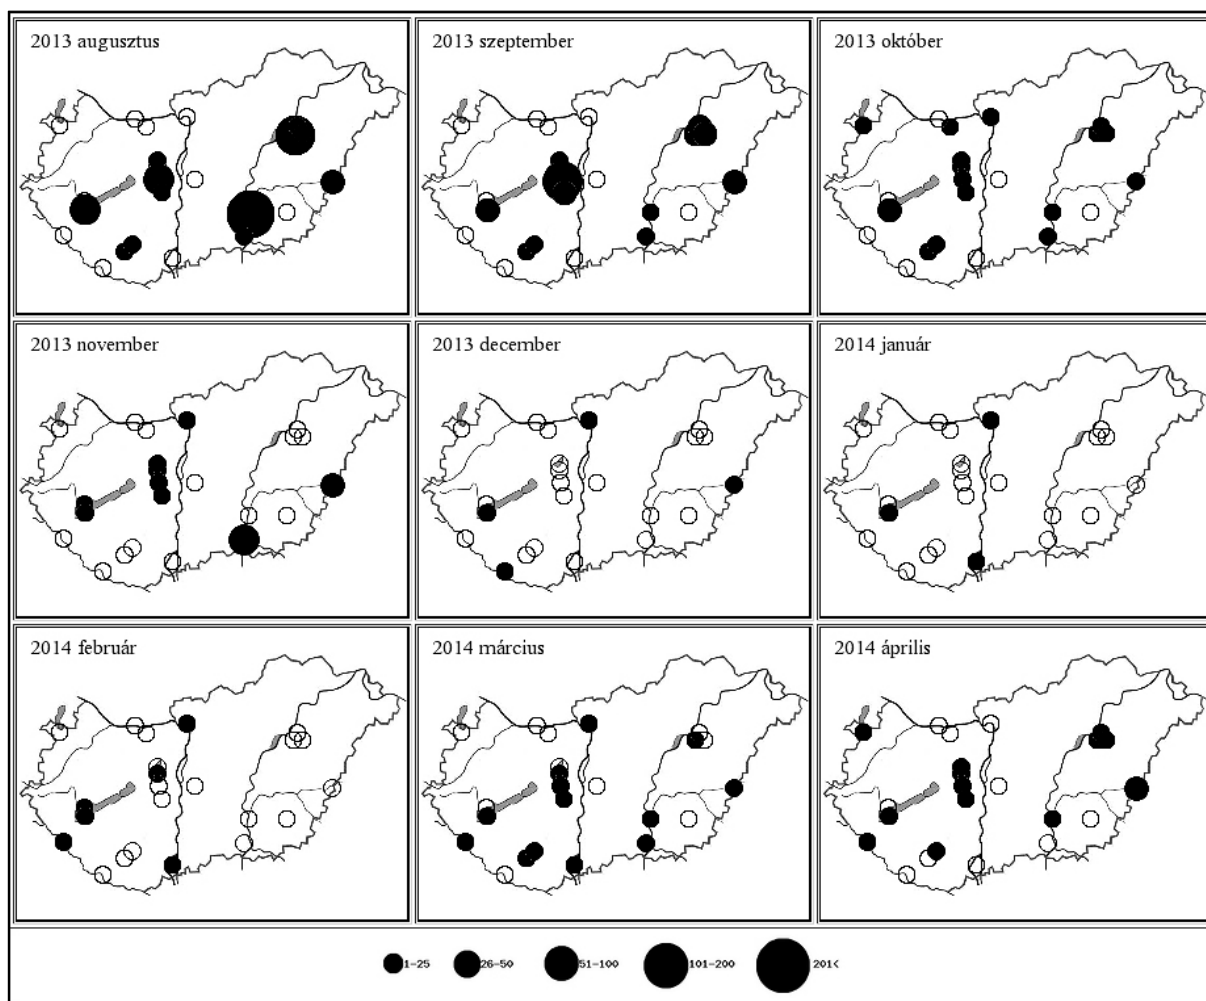 2013 augusztus
2013 szeptember
2013 október
2013 november
2013 december
2014 január
2014 február
2014 március
2014 április
1-25
26-50
51-100
101-200
201<